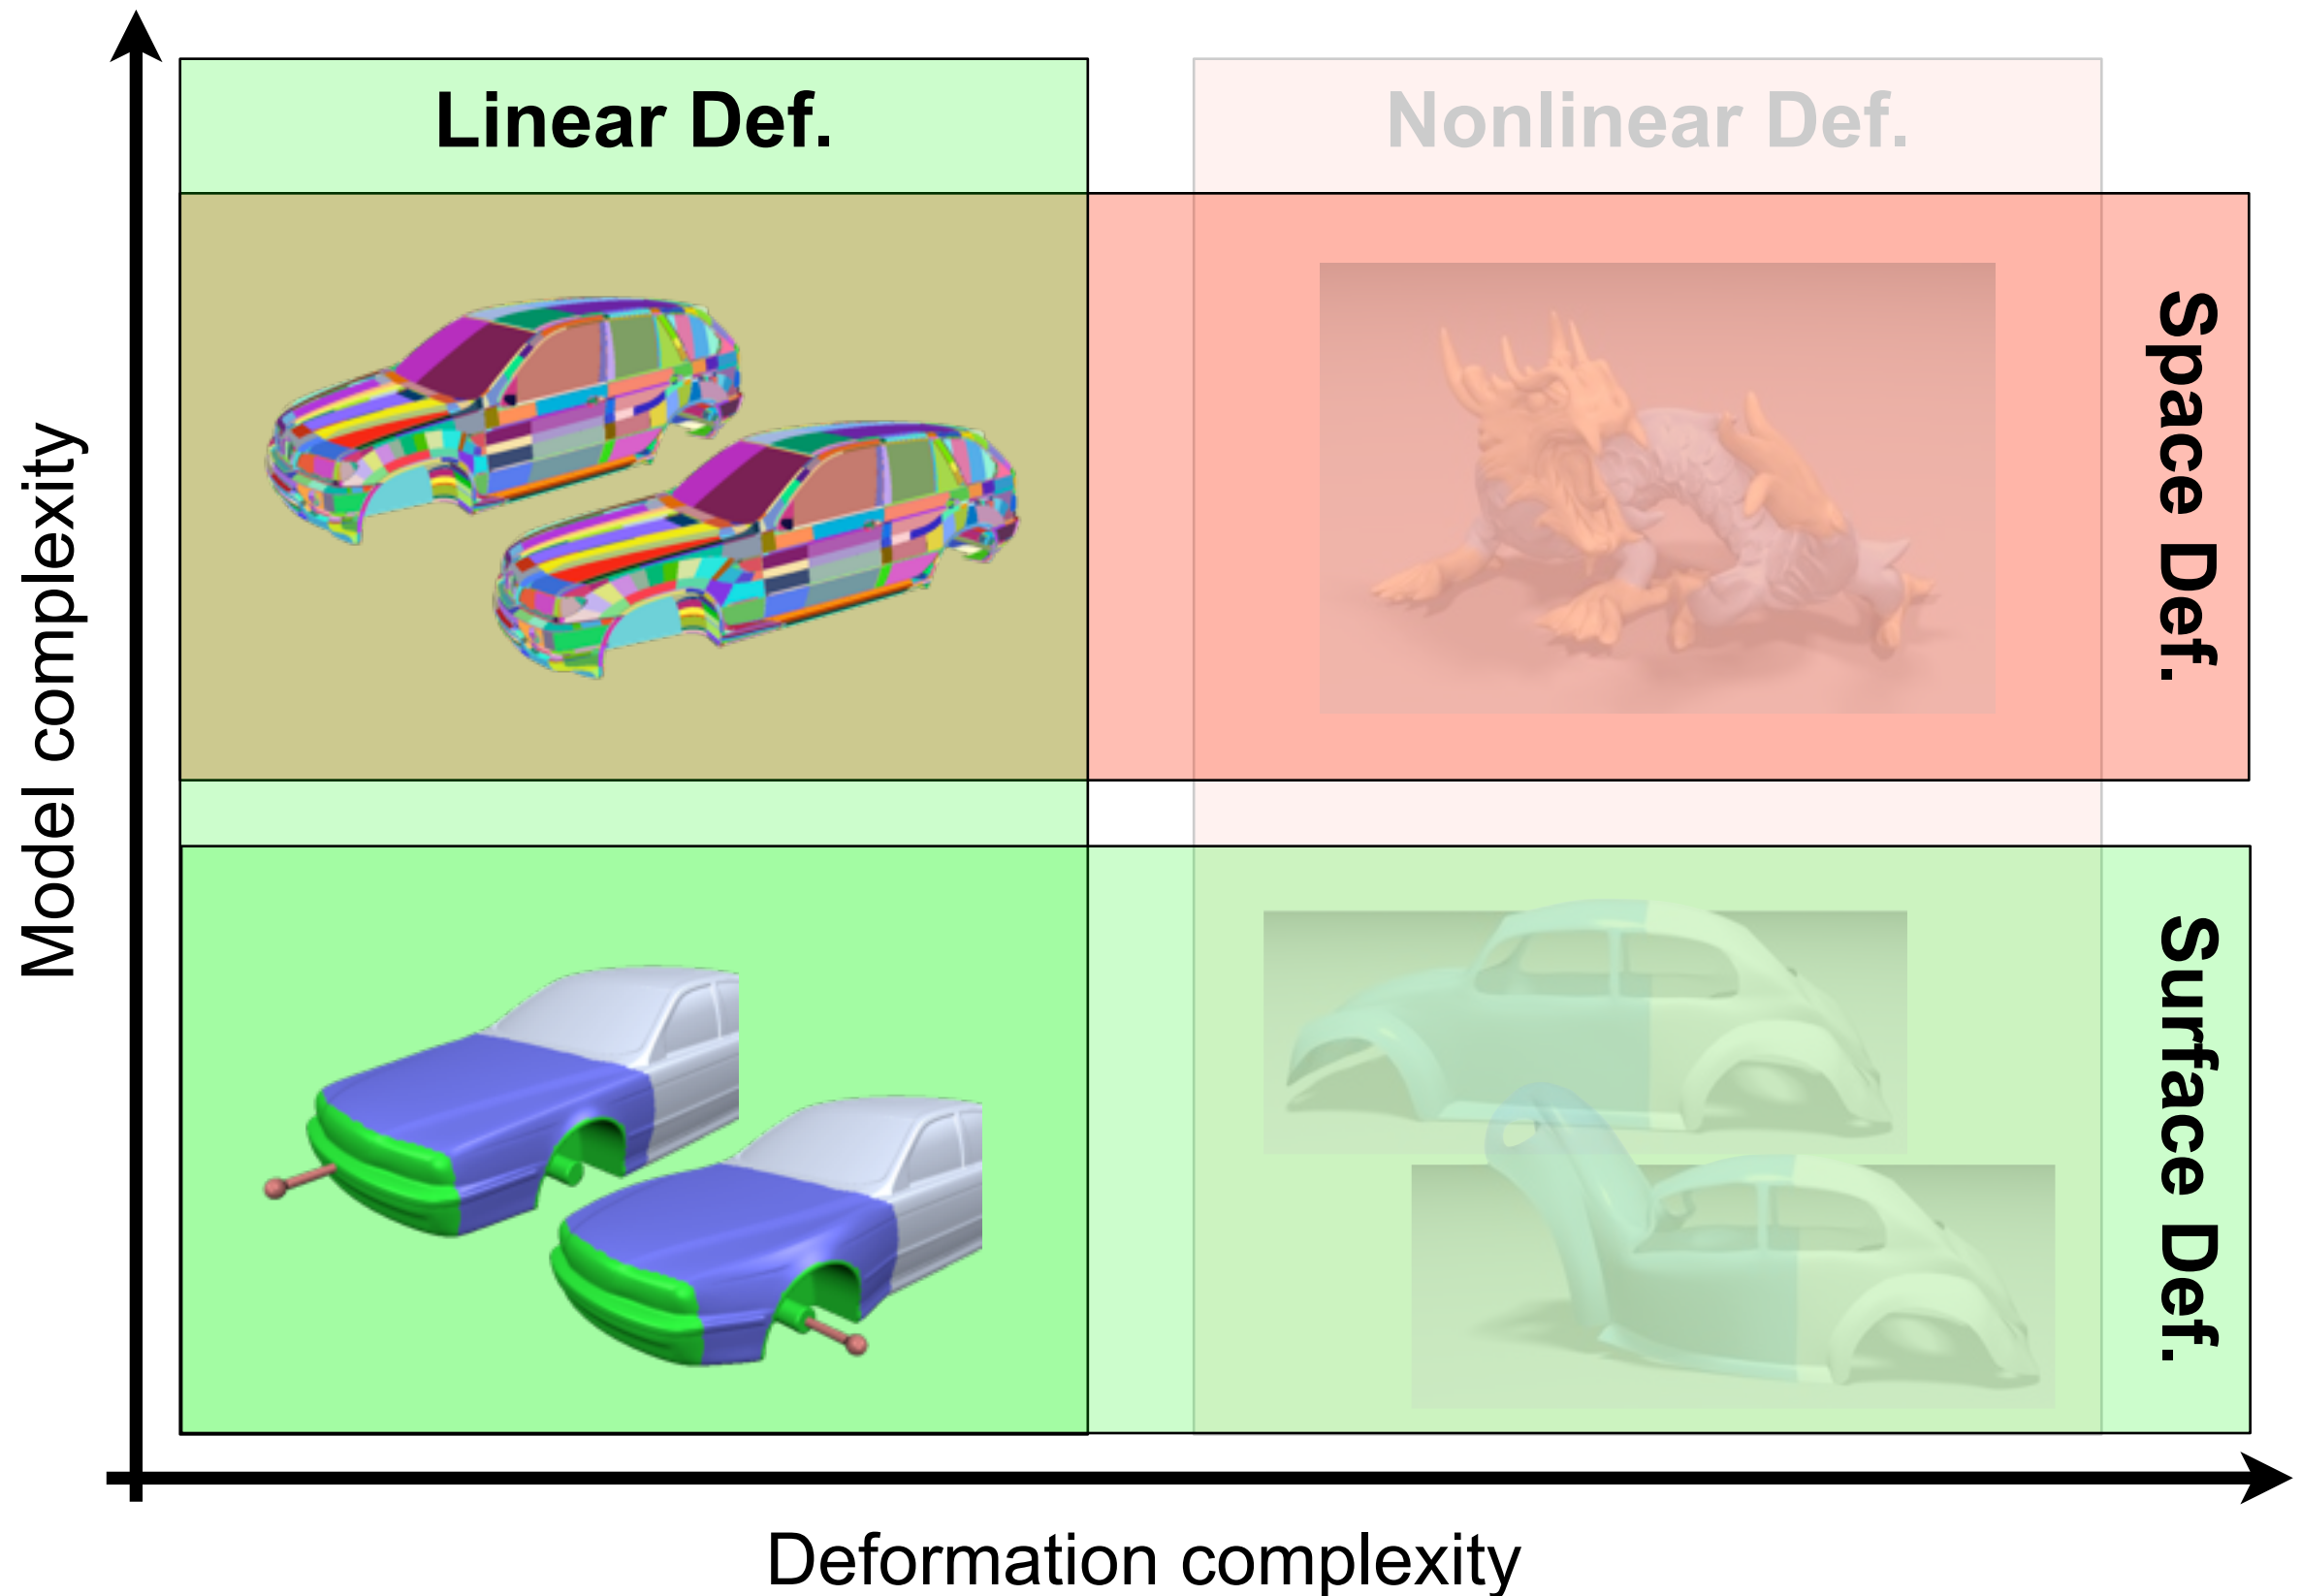 Linear Def.
Nonlinear Def.
Space Def.
Surface Def.
Model complexity
Deformation complexity